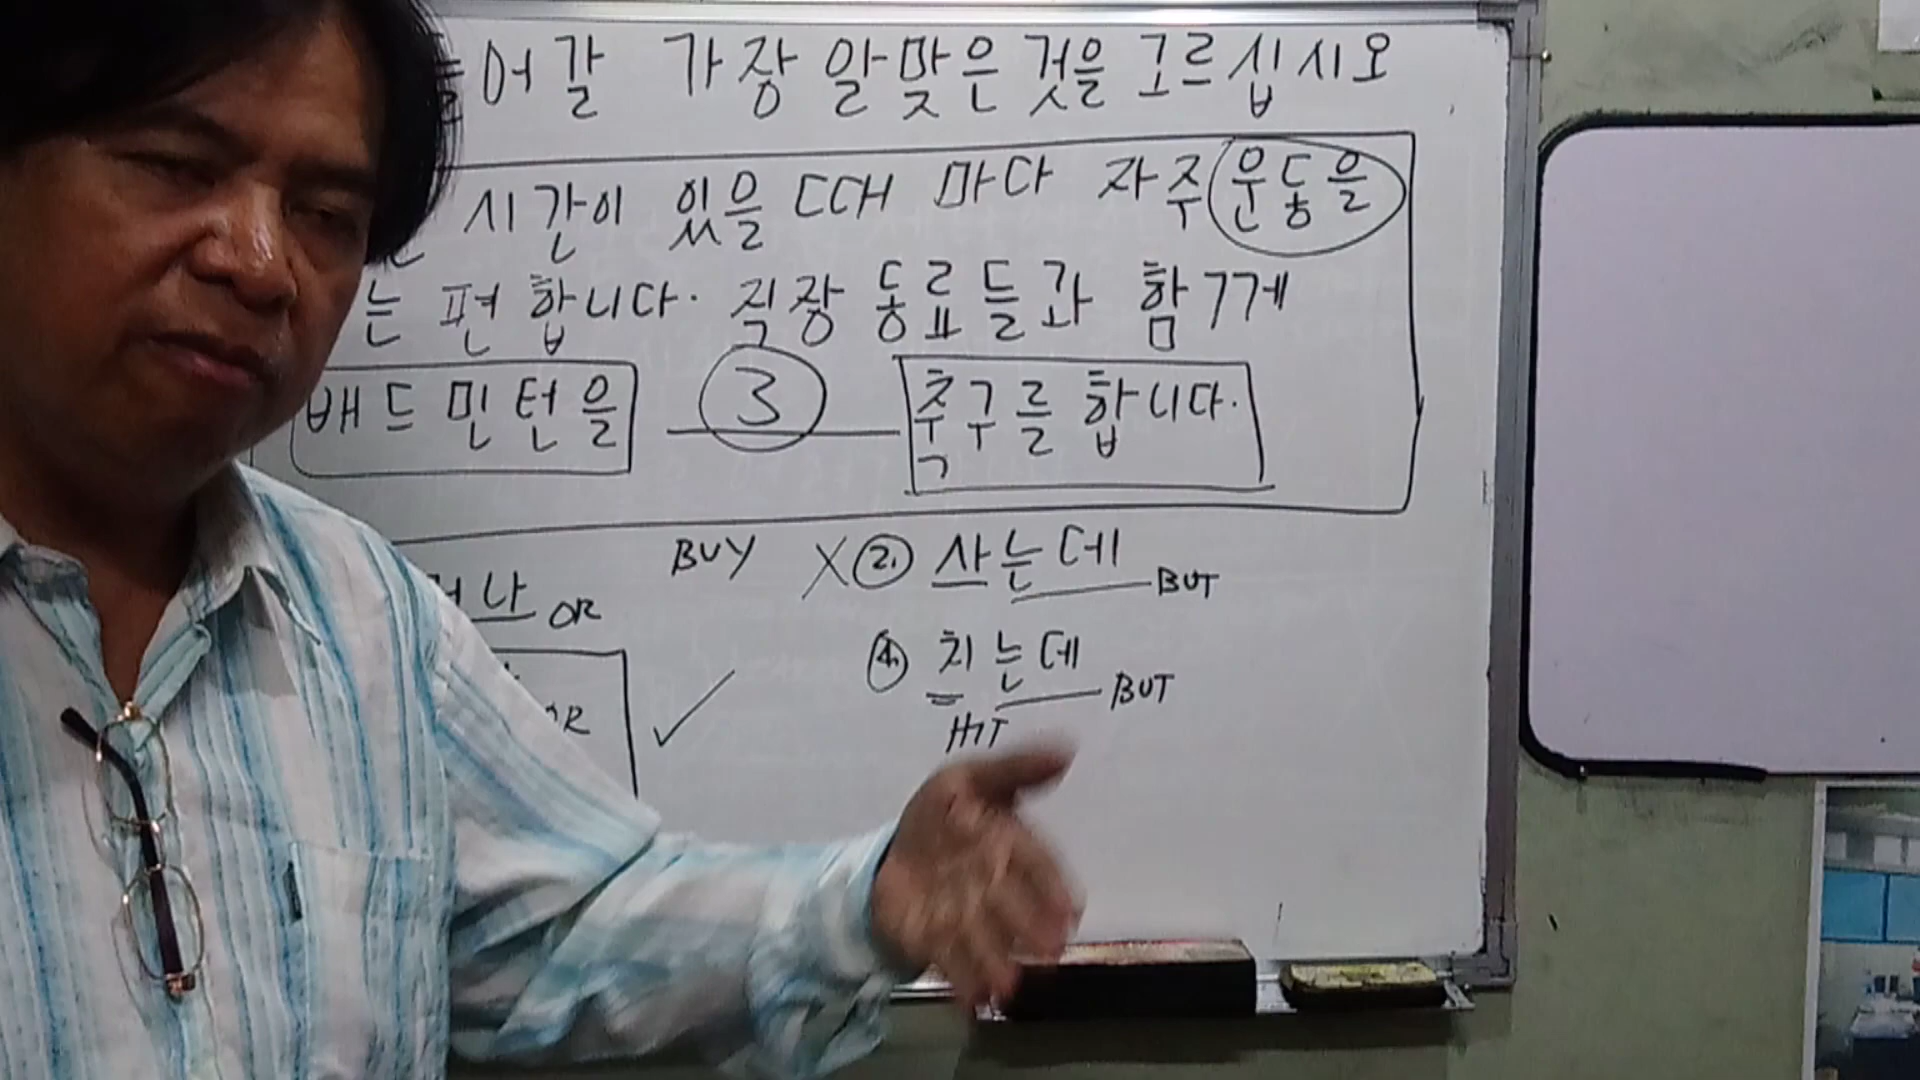 들어갈 가장 알맞은 것을 고르십시오
시간이 있을 때 마다 자주 운동을
는 편 합니다. 직장 동료들과 함께
배드민턴을 3 축구를 합니다.
거나 OR
BUY X ②. 사는데 BUT
OR
④. 치는데 BUT
HIT